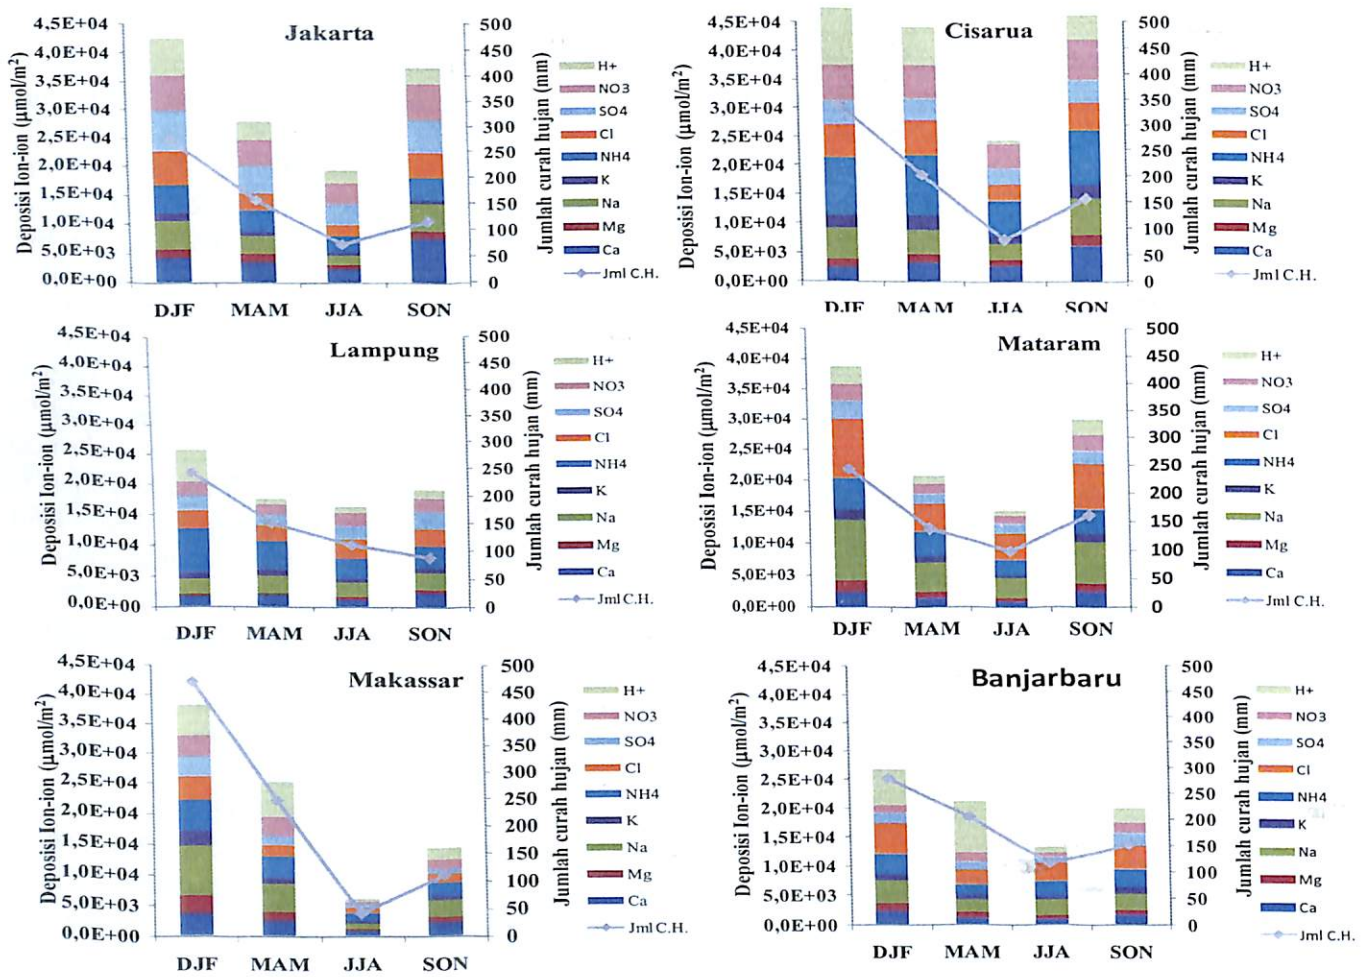 Jakarta
Deposisi Ion-ion (µmol/m²)
4,5E+04
4,0E+04
3,5E+04
3,0E+04
2,5E+04
2,0E+04
1,5E+04
1,0E+04
5,0E+03
0,0E+00
500
450
400
350
300
250
200
150
100
50
0
Jumlah curah hujan (mm)
H+
NO3
SO4
Cl
NH4
K
Na
Mg
Ca
Jml C.H.
DJF MAM JJA SON
Cisarua
Deposisi Ion-ion (µmol/m²)
4,5E+04
4,0E+04
3,5E+04
3,0E+04
2,5E+04
2,0E+04
1,5E+04
1,0E+04
5,0E+03
0,0E+00
500
450
400
350
300
250
200
150
100
50
0
Jumlah curah hujan (mm)
H+
NO3
SO4
Cl
NH4
K
Na
Mg
Ca
Jml C.H.
DJF MAM JJA SON
Lampung
Deposisi Ion-ion (µmol/m²)
4,5E+04
4,0E+04
3,5E+04
3,0E+04
2,5E+04
2,0E+04
1,5E+04
1,0E+04
5,0E+03
0,0E+00
500
450
400
350
300
250
200
150
100
50
0
Jumlah curah hujan (mm)
H+
NO3
SO4
Cl
NH4
K
Na
Mg
Ca
Jml C.H.
DJF MAM JJA SON
Mataram
Deposisi Ion-ion (µmol/m²)
4,5E+04
4,0E+04
3,5E+04
3,0E+04
2,5E+04
2,0E+04
1,5E+04
1,0E+04
5,0E+03
0,0E+00
500
450
400
350
300
250
200
150
100
50
0
Jumlah curah hujan (mm)
H+
NO3
SO4
Cl
NH4
K
Na
Mg
Ca
Jml C.H.
DJF MAM JJA SON
Makassar
Deposisi Ion-ion (µmol/m²)
4,5E+04
4,0E+04
3,5E+04
3,0E+04
2,5E+04
2,0E+04
1,5E+04
1,0E+04
5,0E+03
0,0E+00
500
450
400
350
300
250
200
150
100
50
0
Jumlah curah hujan (mm)
H+
NO3
SO4
Cl
NH4
K
Na
Mg
Ca
Jml C.H.
DJF MAM JJA SON
Banjarbaru
Deposisi Ion-ion (µmol/m²)
4,5E+04
4,0E+04
3,5E+04
3,0E+04
2,5E+04
2,0E+04
1,5E+04
1,0E+04
5,0E+03
0,0E+00
500
450
400
350
300
250
200
150
100
50
0
Jumlah curah hujan (mm)
H+
NO3
SO4
Cl
NH4
K
Na
Mg
Ca
Jml C.H.
DJF MAM JJA SON